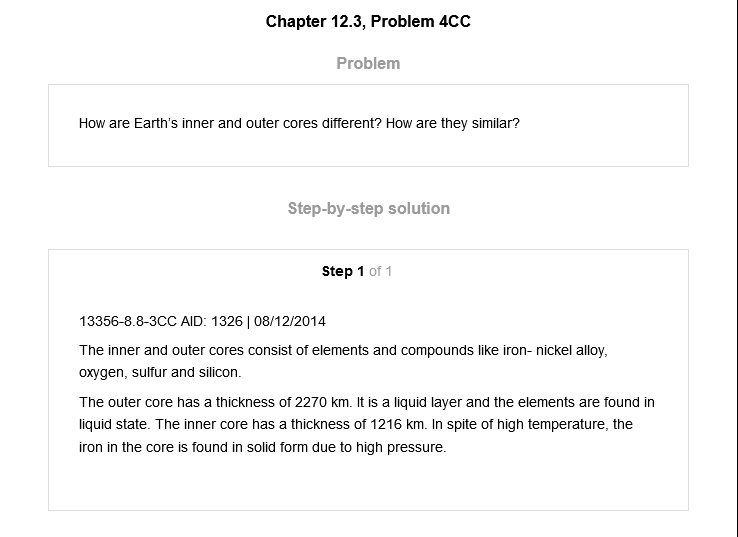 Chapter 12.3, Problem 4CC
Problem
How are Earth's inner and outer cores different? How are they similar?
Step-by-step solution
Step 1 of 1
13356-8.8-3CC AID: 1326 | 08/12/2014
The inner and outer cores consist of elements and compounds like iron- nickel alloy,
oxygen, sulfur and silicon.
The outer core has a thickness of 2270 km. It is a liquid layer and the elements are found in
liquid state. The inner core has a thickness of 1216 km. In spite of high temperature, the
iron in the core is found in solid form due to high pressure.